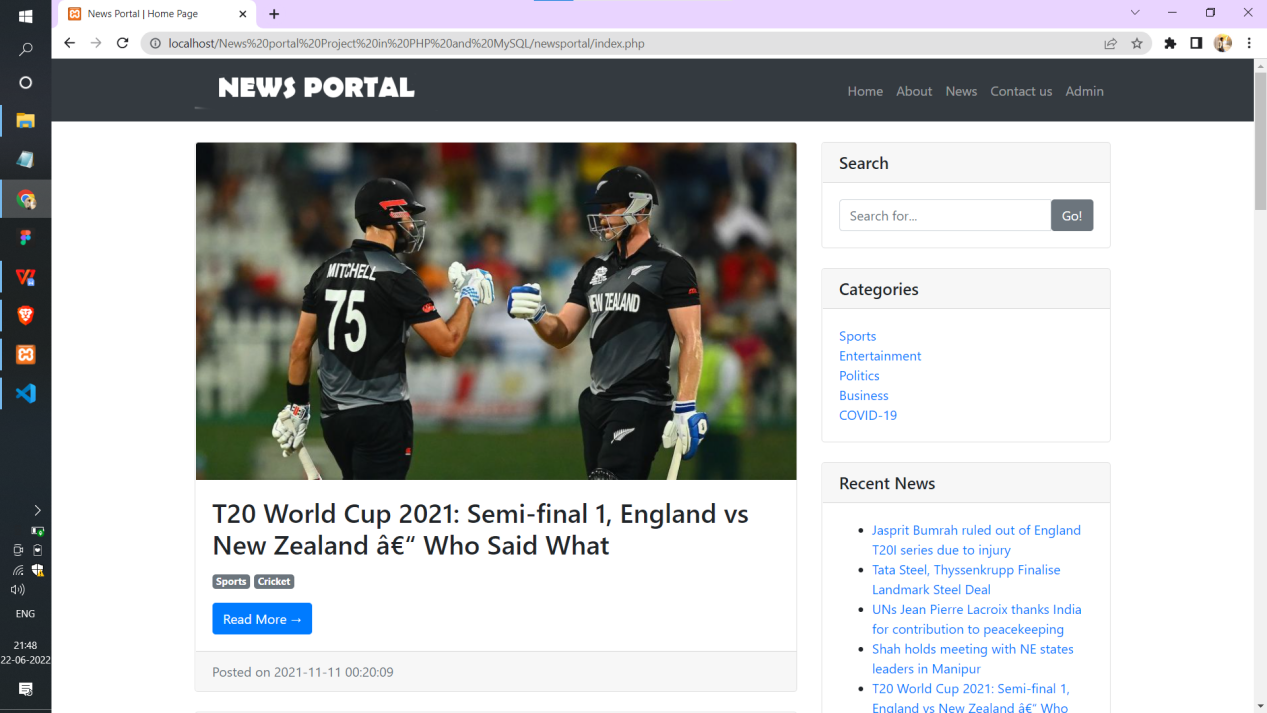 News Portal | Home Page
localhost/News%20portal%20Project%20in%20PHP%20and%20MySQL/newsportal/index.php
NEWS PORTAL
Home About News Contact us Admin
MITCHELL
75
NEW ZEALAND
T20 World Cup 2021: Semi-final 1, England vs
New Zealand â€“ Who Said What
Sports Cricket
Read More →
Posted on 2021-11-11 00:20:09
Search
Search for... Go!
Categories
Sports
Entertainment
Politics
Business
COVID-19
Recent News
Jasprit Bumrah ruled out of England
T20I series due to injury
Tata Steel, Thyssenkrupp Finalise
Landmark Steel Deal
UNs Jean Pierre Lacroix thanks India
for contribution to peacekeeping
Shah holds meeting with NE states
leaders in Manipur
T20 World Cup 2021: Semi-final 1,
England vs New Zealand â€“ Who
ENG
21:48
22-06-2022